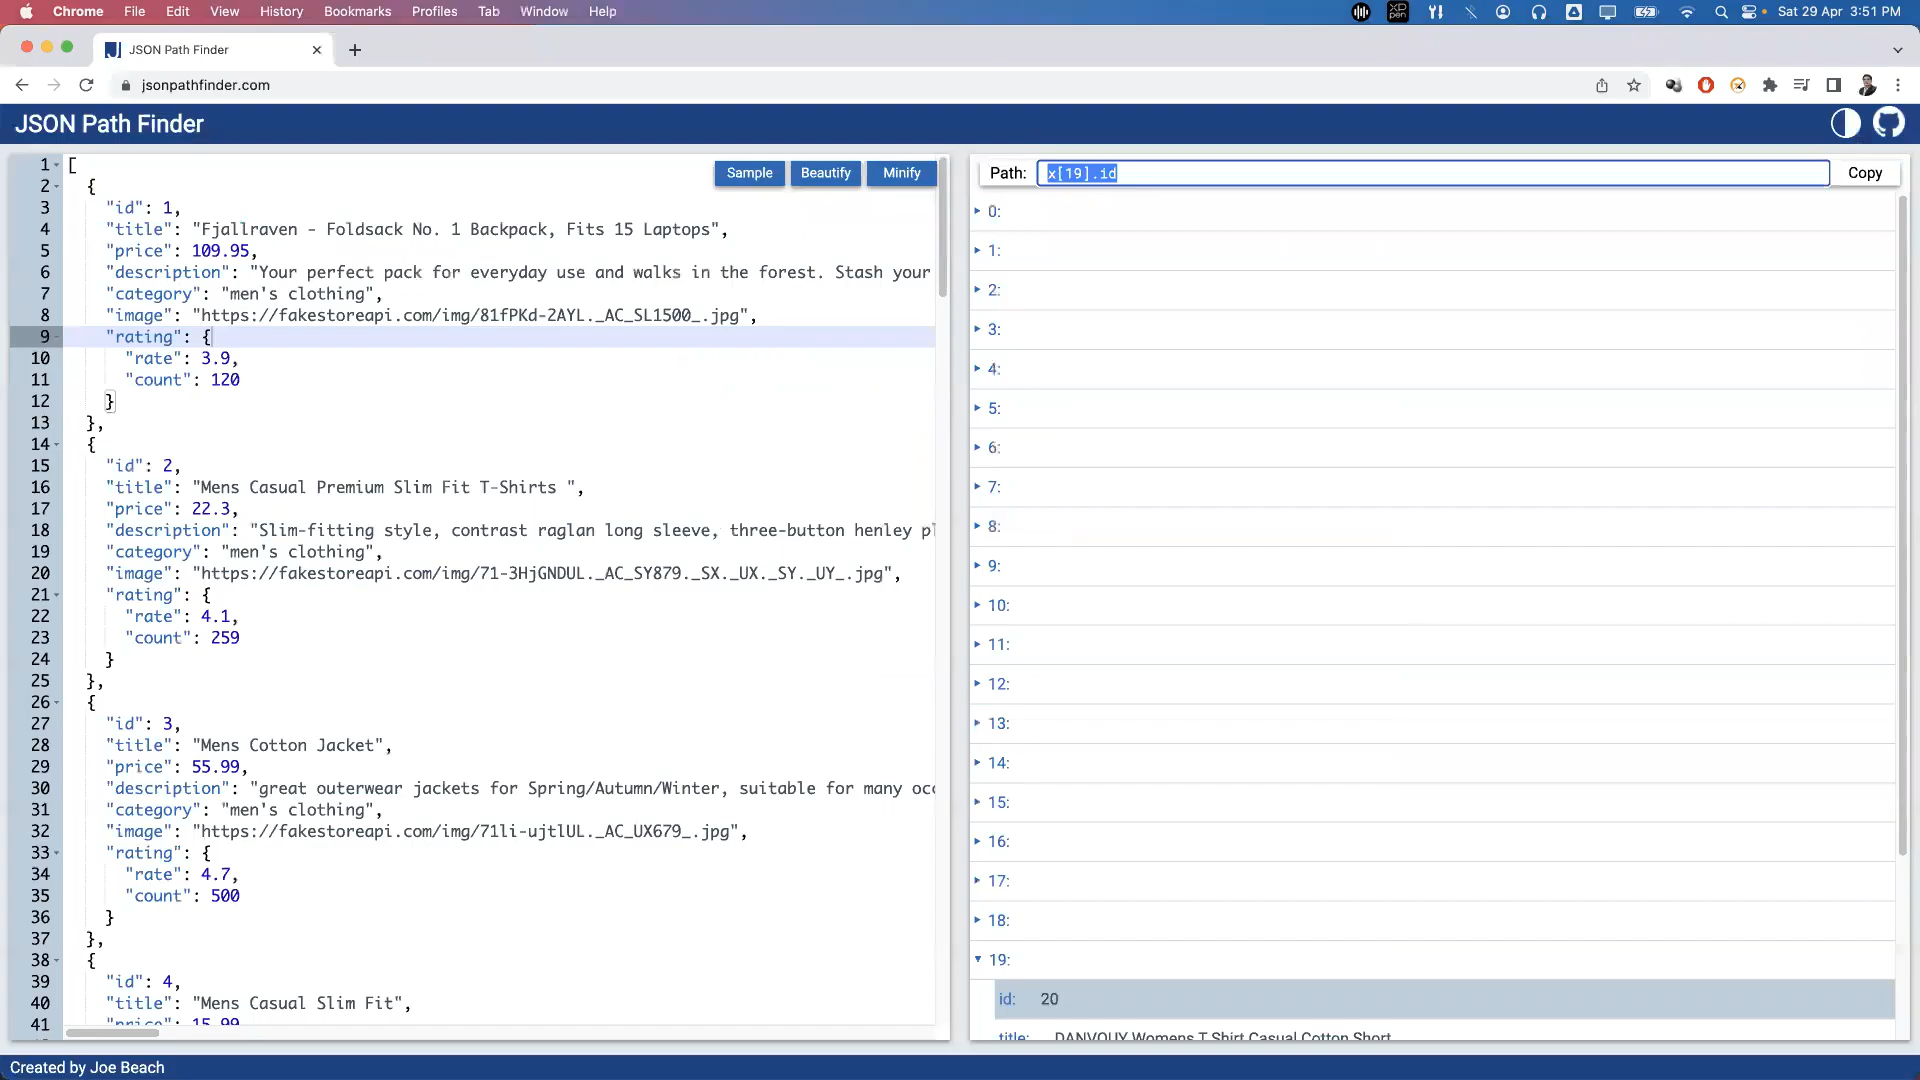 Chrome File Edit View History Bookmarks Profiles Tab Window Help
XP pen
Sat 29 Apr 3:51 PM
JSON Path Finder
jsonpathfinder.com
JSON Path Finder
Sample Beautify Minify
1 [
2 {
3 "id": 1,
4 "title": "Fjallraven - Foldsack No. 1 Backpack, Fits 15 Laptops",
5 "price": 109.95,
6 "description": "Your perfect pack for everyday use and walks in the forest. Stash your
7 "category": "men's clothing",
8 "image": "https://fakestoreapi.com/img/81fPKd-2AYL._AC_SL1500_.jpg",
9 "rating": {
10 "rate": 3.9,
11 "count": 120
12 }
13 },
14 {
15 "id": 2,
16 "title": "Mens Casual Premium Slim Fit T-Shirts ",
17 "price": 22.3,
18 "description": "Slim-fitting style, contrast raglan long sleeve, three-button henley pl
19 "category": "men's clothing",
20 "image": "https://fakestoreapi.com/img/71-3HjGNDUL._AC_SY879._SX._UX._SY._UY_.jpg",
21 "rating": {
22 "rate": 4.1,
23 "count": 259
24 }
25 },
26 {
27 "id": 3,
28 "title": "Mens Cotton Jacket",
29 "price": 55.99,
30 "description": "great outerwear jackets for Spring/Autumn/Winter, suitable for many occ
31 "category": "men's clothing",
32 "image": "https://fakestoreapi.com/img/71li-ujtlUL._AC_UX679_.jpg",
33 "rating": {
34 "rate": 4.7,
35 "count": 500
36 }
37 },
38 {
39 "id": 4,
40 "title": "Mens Casual Slim Fit",
41 "price": 15.99
Path: x[19].id Copy
0:
1:
2:
3:
4:
5:
6:
7:
8:
9:
10:
11:
12:
13:
14:
15:
16:
17:
18:
19:
id: 20
title: DANVOUY Womens T Shirt Casual Cotton Short
Created by Joe Beach